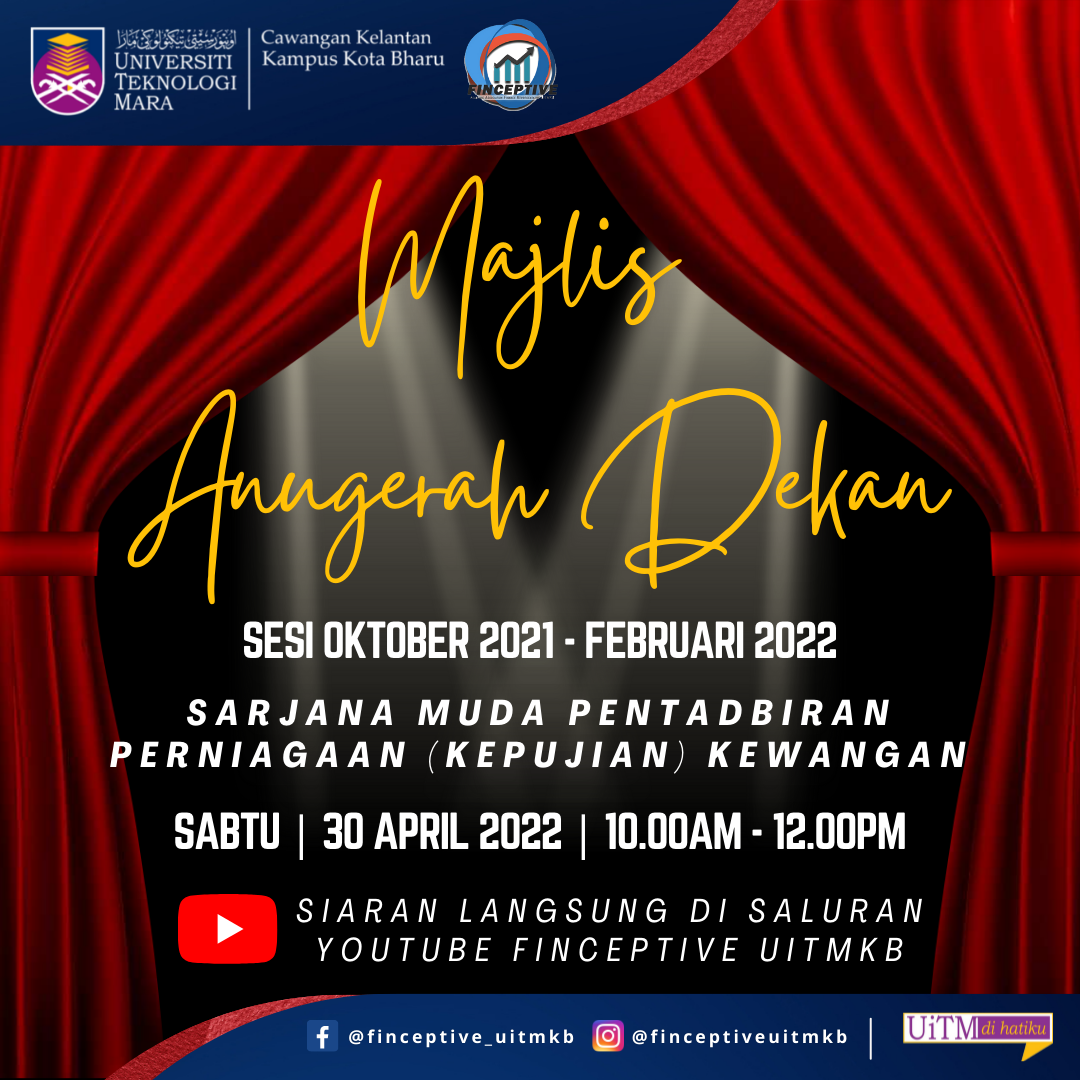 UNIVERSITI
TEKNOLOGI
MARA
Cawangan Kelantan
Kampus Kota Bharu
FINCEPTIVE
Majlis
Anugerah Dekan
SESI OKTOBER 2021 - FEBRUARI 2022
SARJANA MUDA PENTADBIRAN
PERNIAGAAN (KEPUJIAN) KEWANGAN
SABTU | 30 APRIL 2022 | 10.00AM - 12.00PM
SIARAN LANGSUNG DI SALURAN
YOUTUBE FINCEPTIVE UITMKB
@finceptive_uitmkb @finceptiveuitmkb
UiTM di hatiku